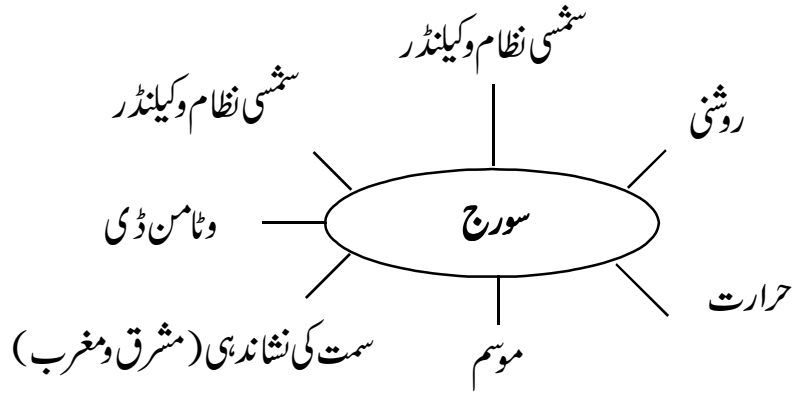 شمسی نظام و کیلنڈر
شمسی نظام و کیلنڈر
روشنی
سورج
وٹامن ڈی
حرارت
سمت کی نشاندہی (مشرق و مغرب)
موسم